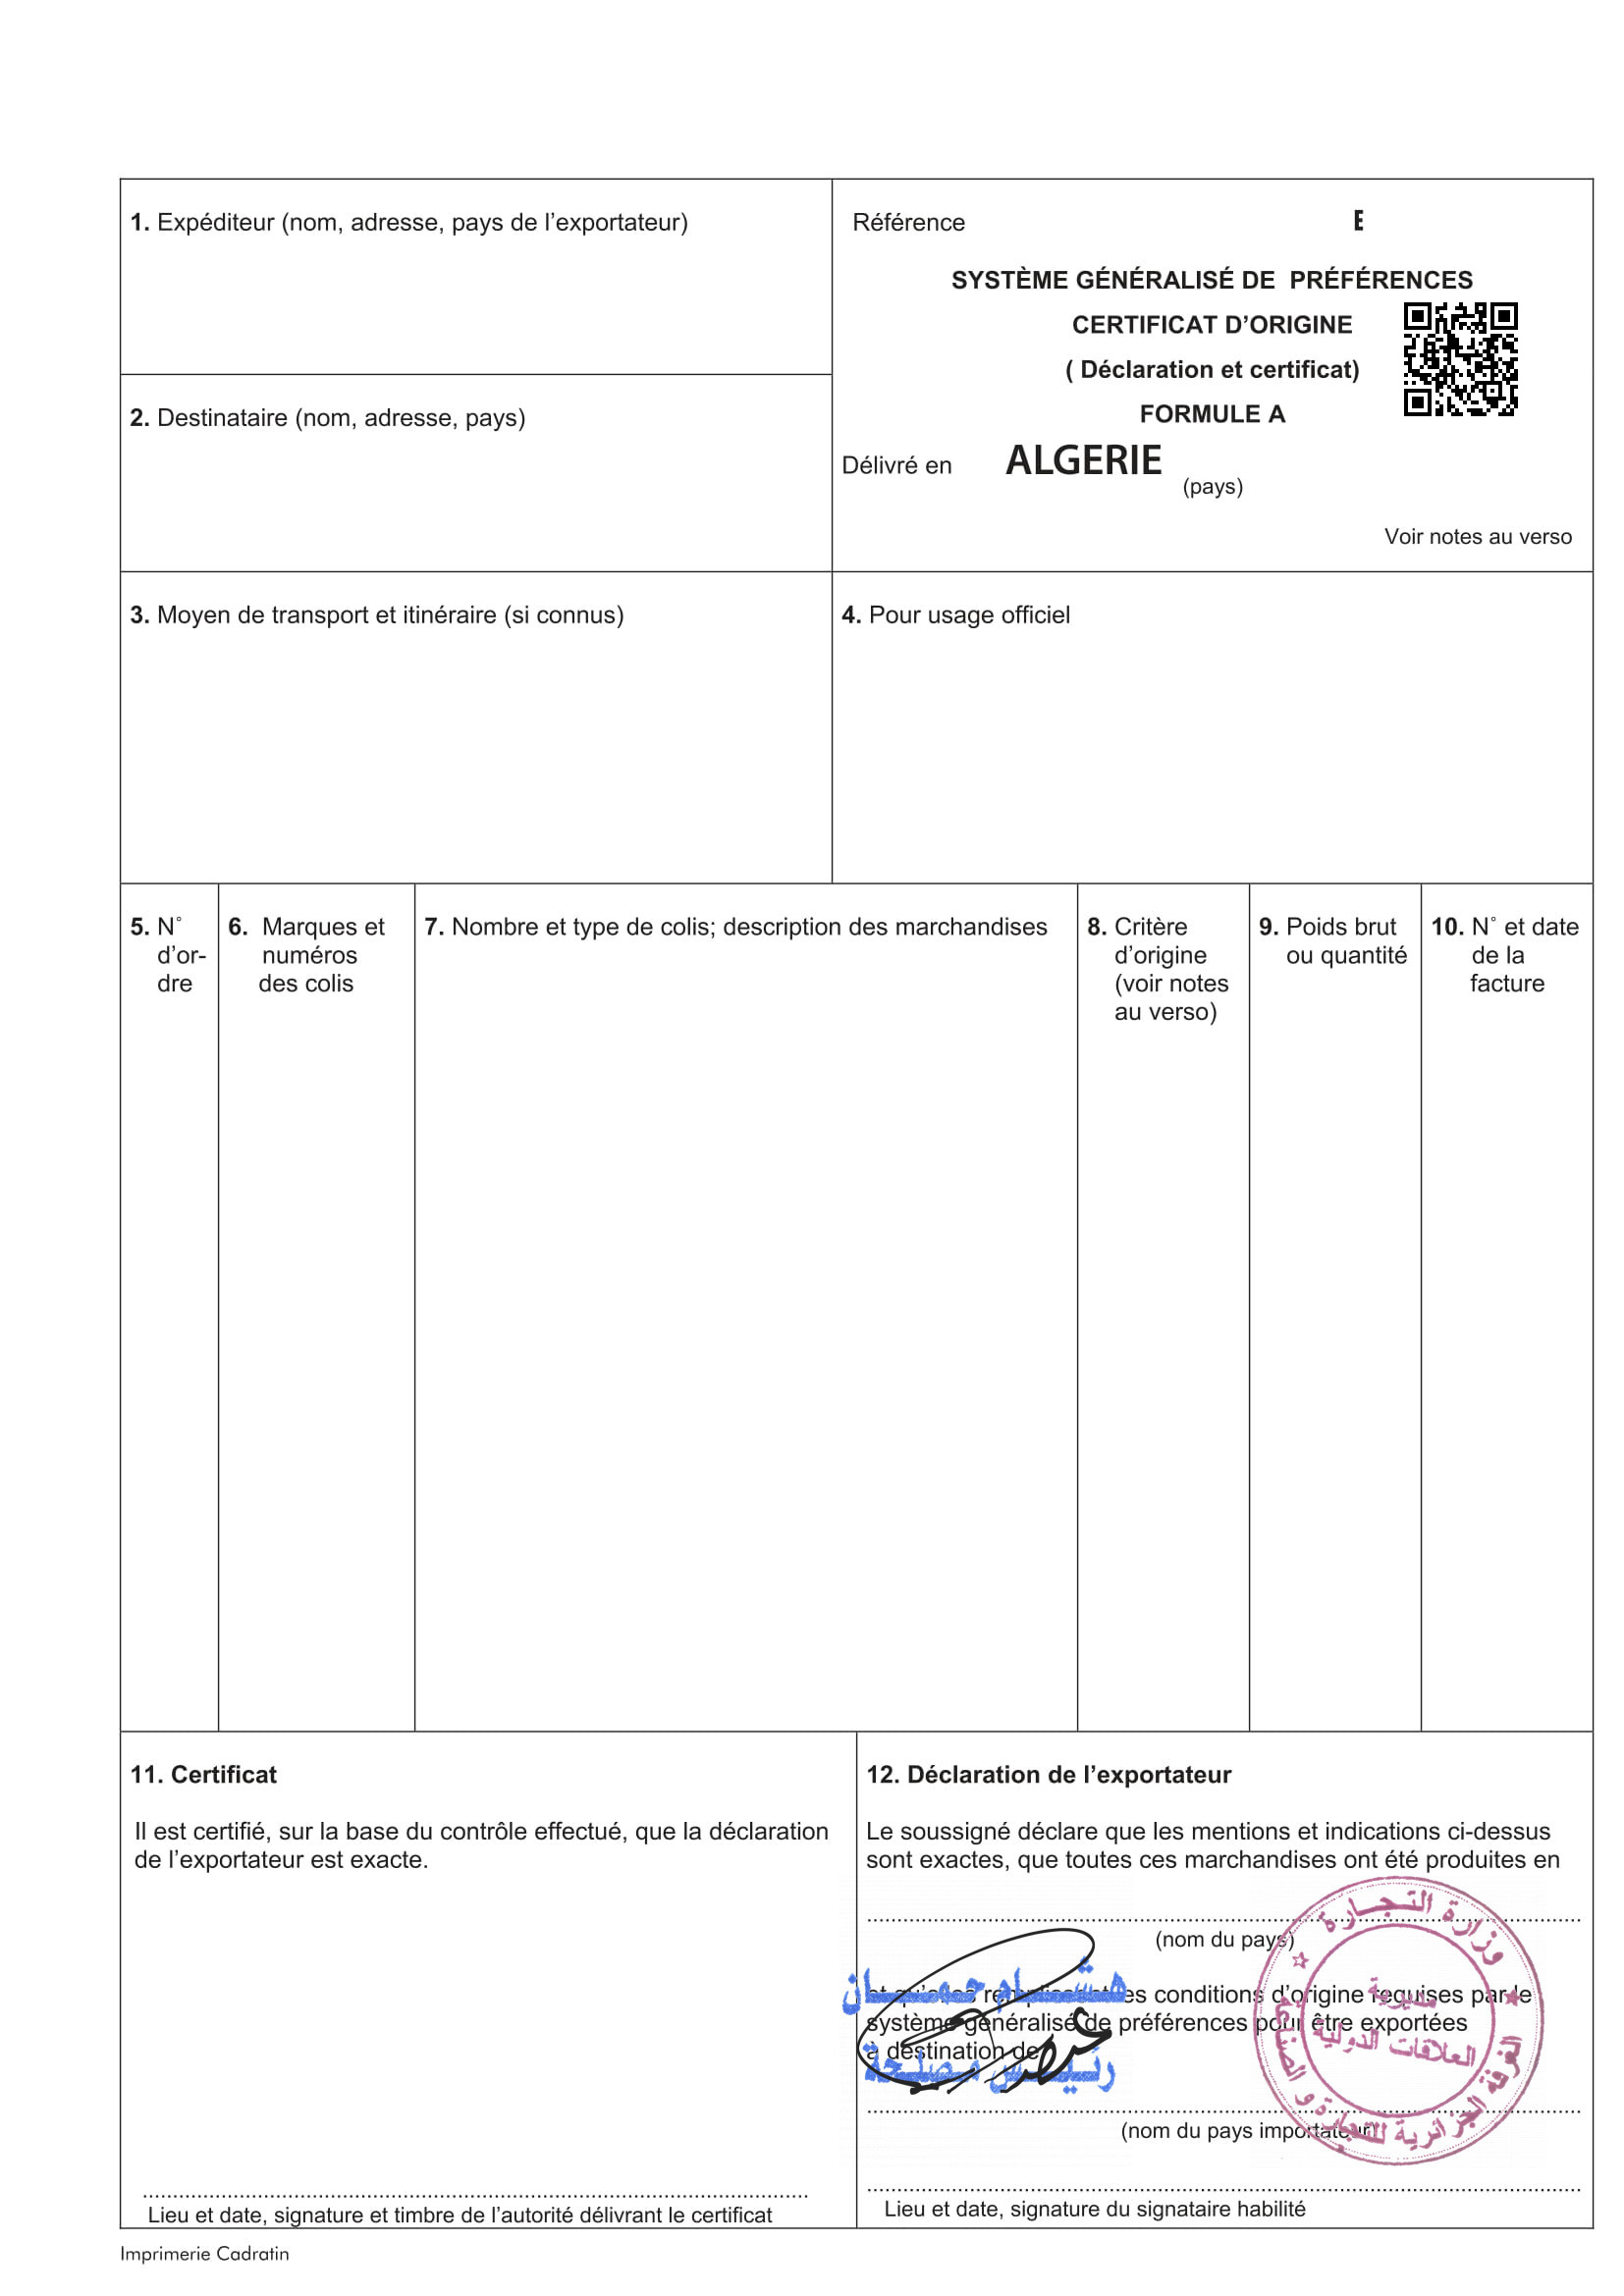 1. Expéditeur (nom, adresse, pays de l’exportateur)
Référence
E
SYSTÈME GÉNÉRALISÉ DE PRÉFÉRENCES
CERTIFICAT D’ORIGINE
( Déclaration et certificat)
FORMULE A
Délivré en ALGERIE
(pays)
Voir notes au verso
2. Destinataire (nom, adresse, pays)
3. Moyen de transport et itinéraire (si connus)
4. Pour usage officiel
5. N°
d’or-
dre
6. Marques et
numéros
des colis
7. Nombre et type de colis; description des marchandises
8. Critère
d’origine
(voir notes
au verso)
9. Poids brut
ou quantité
10. N° et date
de la
facture
11. Certificat
Il est certifié, sur la base du contrôle effectué, que la déclaration
de l’exportateur est exacte.
Lieu et date, signature et timbre de l’autorité délivrant le certificat
12. Déclaration de l’exportateur
Le soussigné déclare que les mentions et indications ci-dessus
sont exactes, que toutes ces marchandises ont été produites en
(nom du pays)
conditions d’origine requises par le
système généralisé de préférences pour être exportées
à destination de
(nom du pays importateur)
Lieu et date, signature du signataire habilité
رئيس مصلحة
وزارة التجارة
الغرفة الجزائرية للتجارة و الصناعة
مديرية
العلاقات الدولية
Imprimerie Cadratin